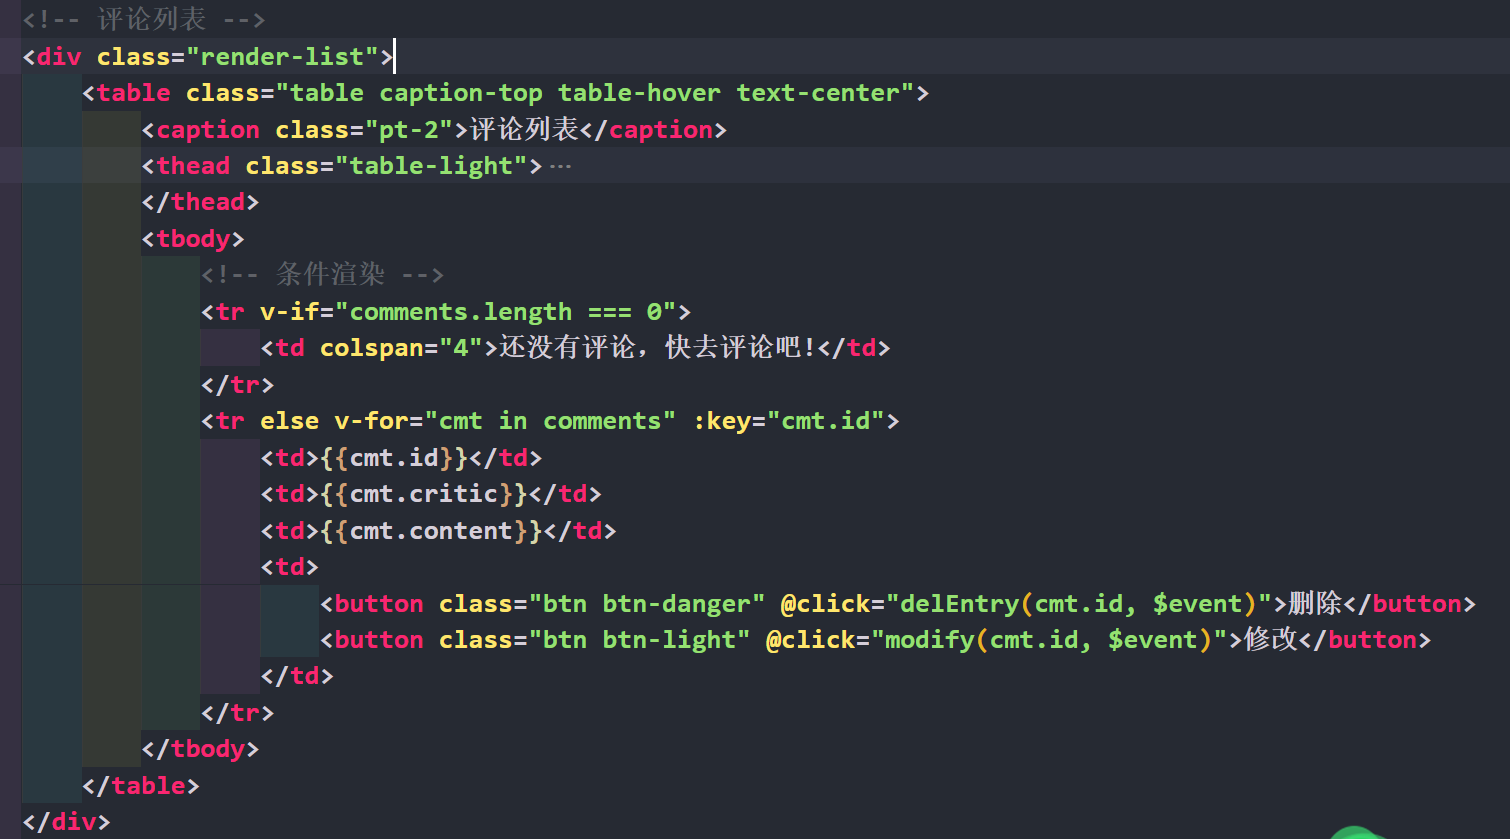 <!-- 评论列表 -->
<div class="render-list">
<table class="table caption-top table-hover text-center">
<caption class="pt-2">评论列表</caption>
<thead class="table-light">···
</thead>
<tbody>
<!-- 条件渲染 -->
<tr v-if="comments.length === 0">
<td colspan="4">还没有评论，快去评论吧!</td>
</tr>
<tr else v-for="cmt in comments" :key="cmt.id">
<td>{{cmt.id}}</td>
<td>{{cmt.critic}}</td>
<td>{{cmt.content}}</td>
<td>
<button class="btn btn-danger" @click="delEntry(cmt.id, $event)">删除</button>
<button class="btn btn-light" @click="modify(cmt.id, $event)">修改</button>
</td>
</tr>
</tbody>
</table>
</div>